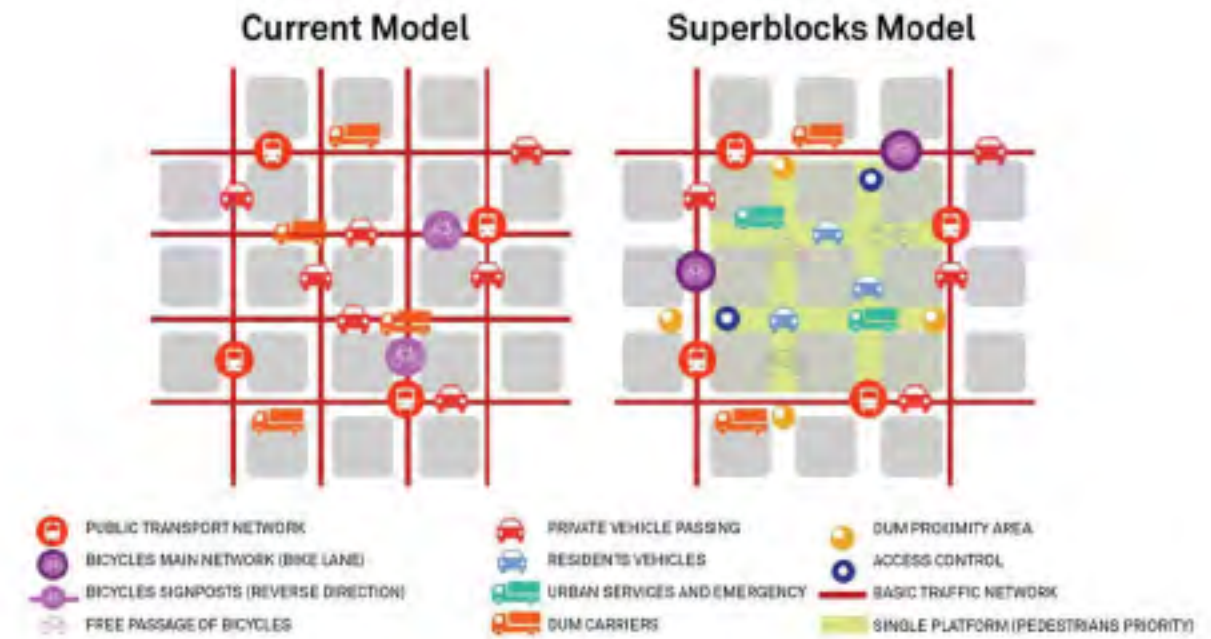 Current Model
Superblocks Model
PUBLIC TRANSPORT NETWORK
BICYCLES MAIN NETWORK (BIKE LANE)
BICYCLES SIGNPOSTS (REVERSE DIRECTION)
FREE PASSAGE OF BICYCLES
PRIVATE VEHICLE PASSING
RESIDENTS VEHICLES
URBAN SERVICES AND EMERGENCY
DUM CARRIERS
DUM PROXIMITY AREA
ACCESS CONTROL
BASIC TRAFFIC NETWORK
SINGLE PLATFORM (PEDESTRIANS PRIORITY)